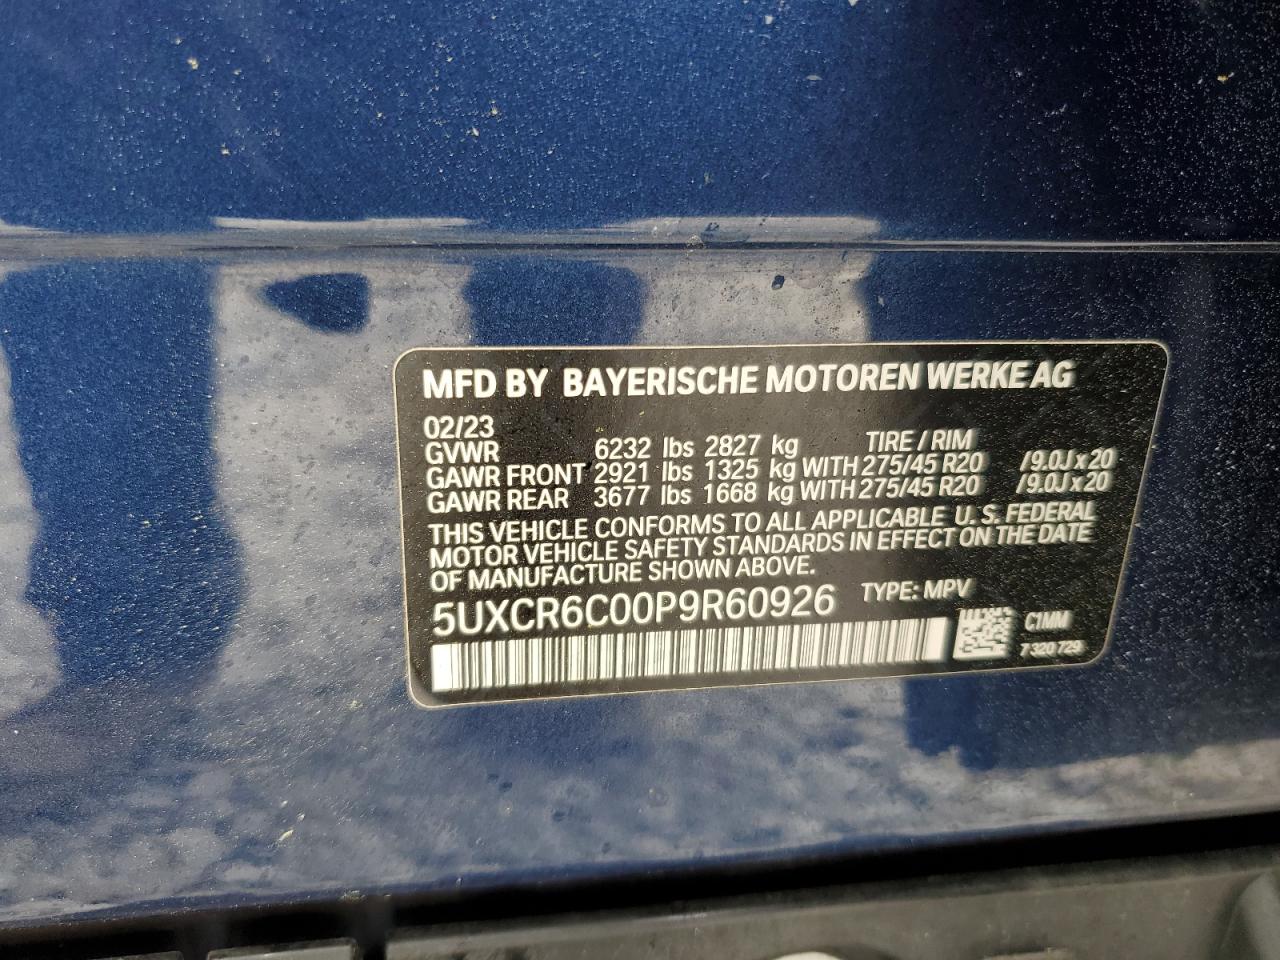 MFD BY BAYERISCHE MOTOREN WERKE AG
02/23
GVWR 6232 lbs 2827 kg TIRE / RIM
GAWR FRONT 2921 lbs 1325 kg WITH 275/45 R20 /9.0J x 20
GAWR REAR 3677 lbs 1668 kg WITH 275/45 R20 /9.0J x 20
THIS VEHICLE CONFORMS TO ALL APPLICABLE U. S. FEDERAL
MOTOR VEHICLE SAFETY STANDARDS IN EFFECT ON THE DATE
OF MANUFACTURE SHOWN ABOVE.
5UXCR6C00P9R60926 TYPE: MPV
C1MM
7 320 729